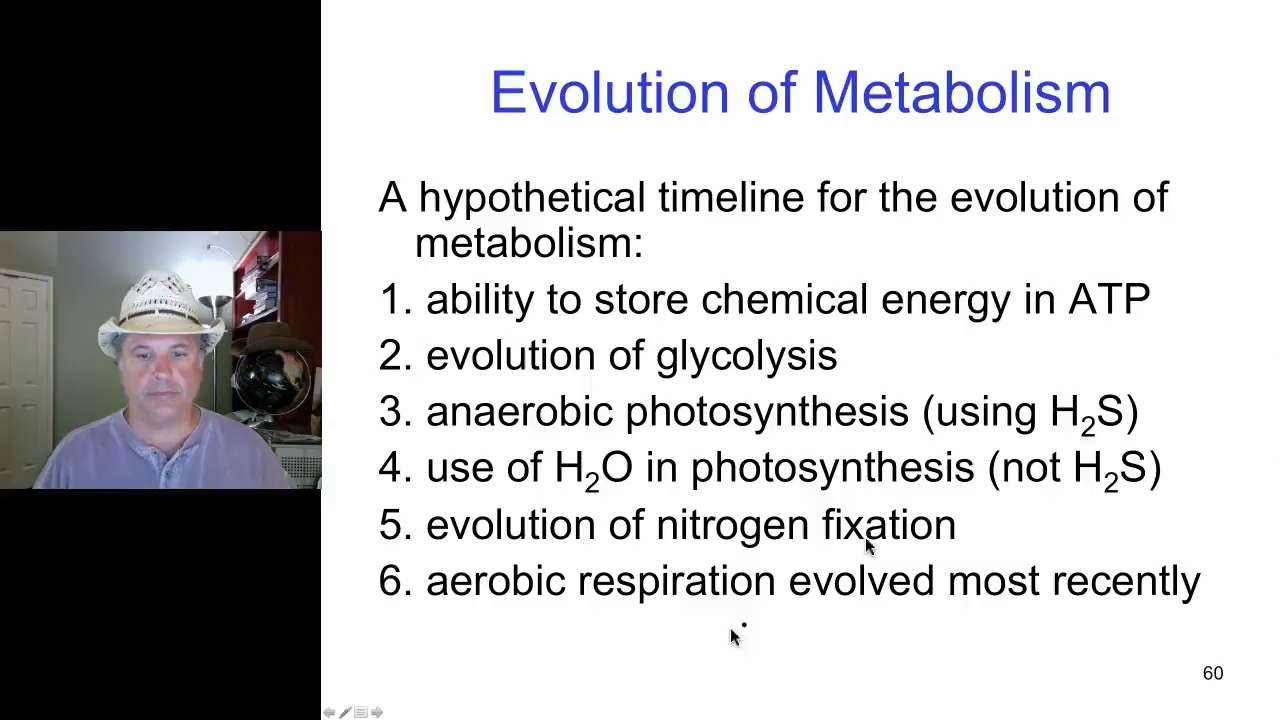 Evolution of Metabolism
A hypothetical timeline for the evolution of
metabolism:
1. ability to store chemical energy in ATP
2. evolution of glycolysis
3. anaerobic photosynthesis (using H₂S)
4. use of H₂O in photosynthesis (not H₂S)
5. evolution of nitrogen fixation
6. aerobic respiration evolved most recently
60